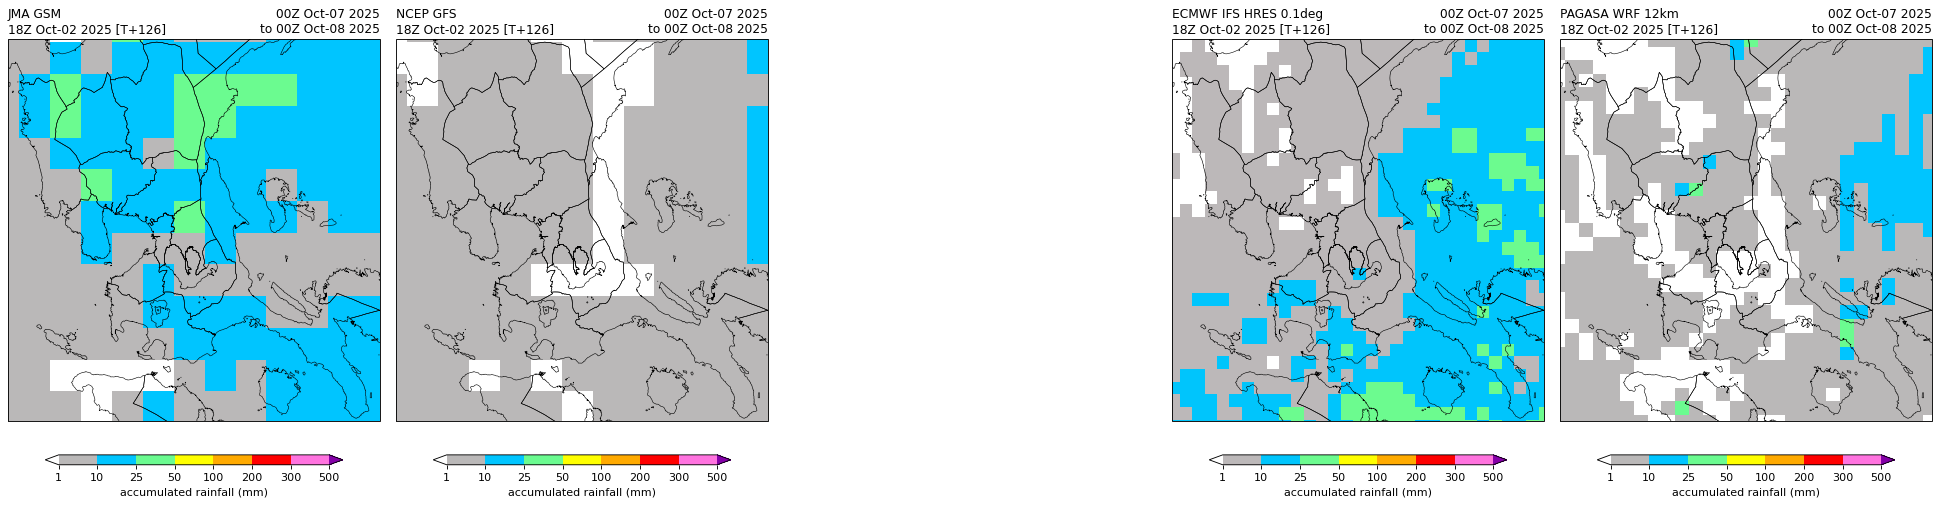 JMA GSM 00Z Oct-07 2025
18Z Oct-02 2025 [T+126] to 00Z Oct-08 2025
1 10 25 50 100 200 300 500
accumulated rainfall (mm)
NCEP GFS 00Z Oct-07 2025
18Z Oct-02 2025 [T+126] to 00Z Oct-08 2025
1 10 25 50 100 200 300 500
accumulated rainfall (mm)
ECMWF IFS HRES 0.1deg 00Z Oct-07 2025
18Z Oct-02 2025 [T+126] to 00Z Oct-08 2025
1 10 25 50 100 200 300 500
accumulated rainfall (mm)
PAGASA WRF 12km 00Z Oct-07 2025
18Z Oct-02 2025 [T+126] to 00Z Oct-08 2025
1 10 25 50 100 200 300 500
accumulated rainfall (mm)